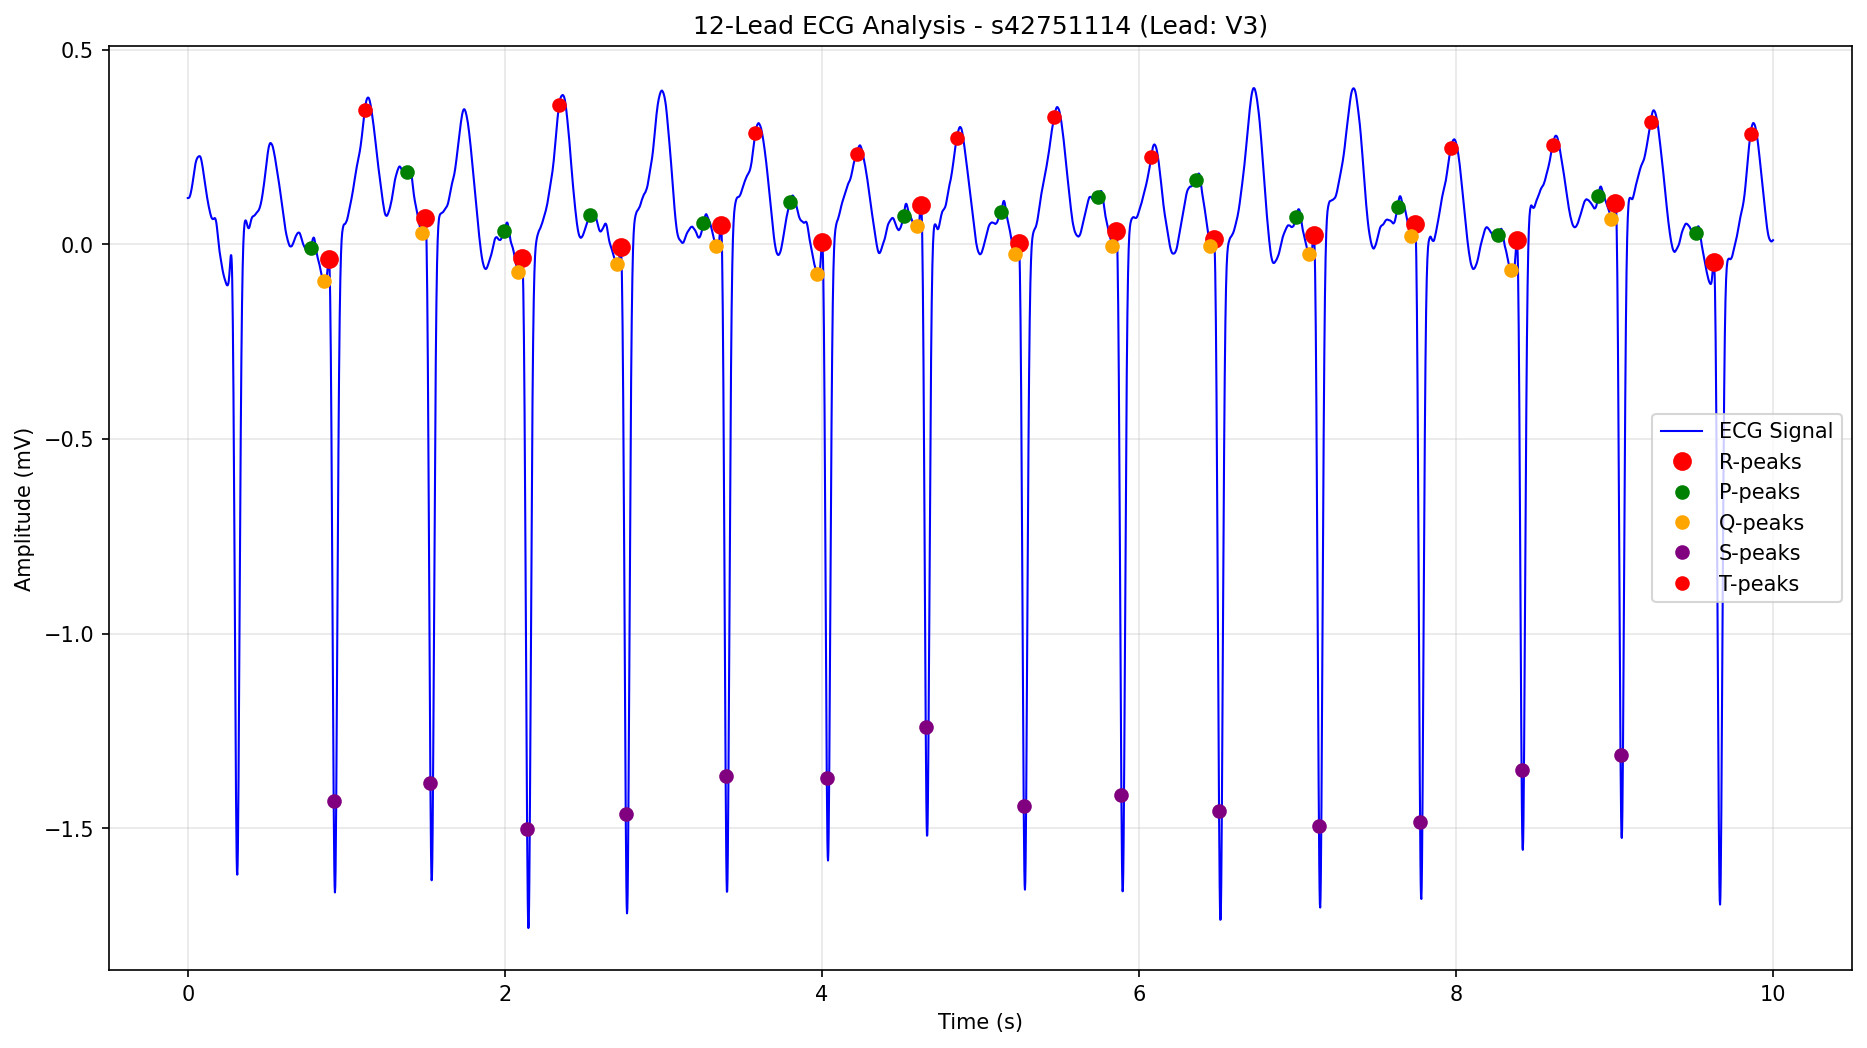 12-Lead ECG Analysis - s42751114 (Lead: V3)
0.5
0.0
−0.5
−1.0
−1.5
Amplitude (mV)
ECG Signal
R-peaks
P-peaks
Q-peaks
S-peaks
T-peaks
0 2 4 6 8 10
Time (s)